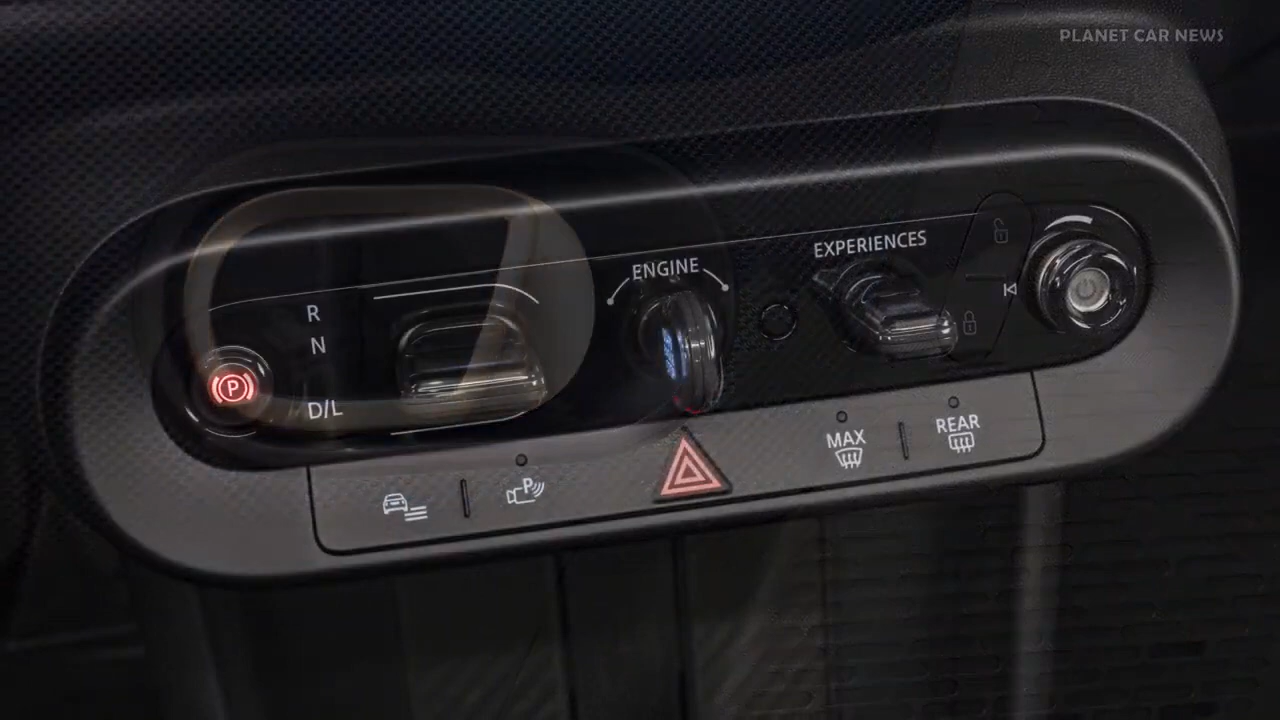 PLANET CAR NEWS
EXPERIENCES
ENGINE
R
N
P
D/L
MAX
REAR
P